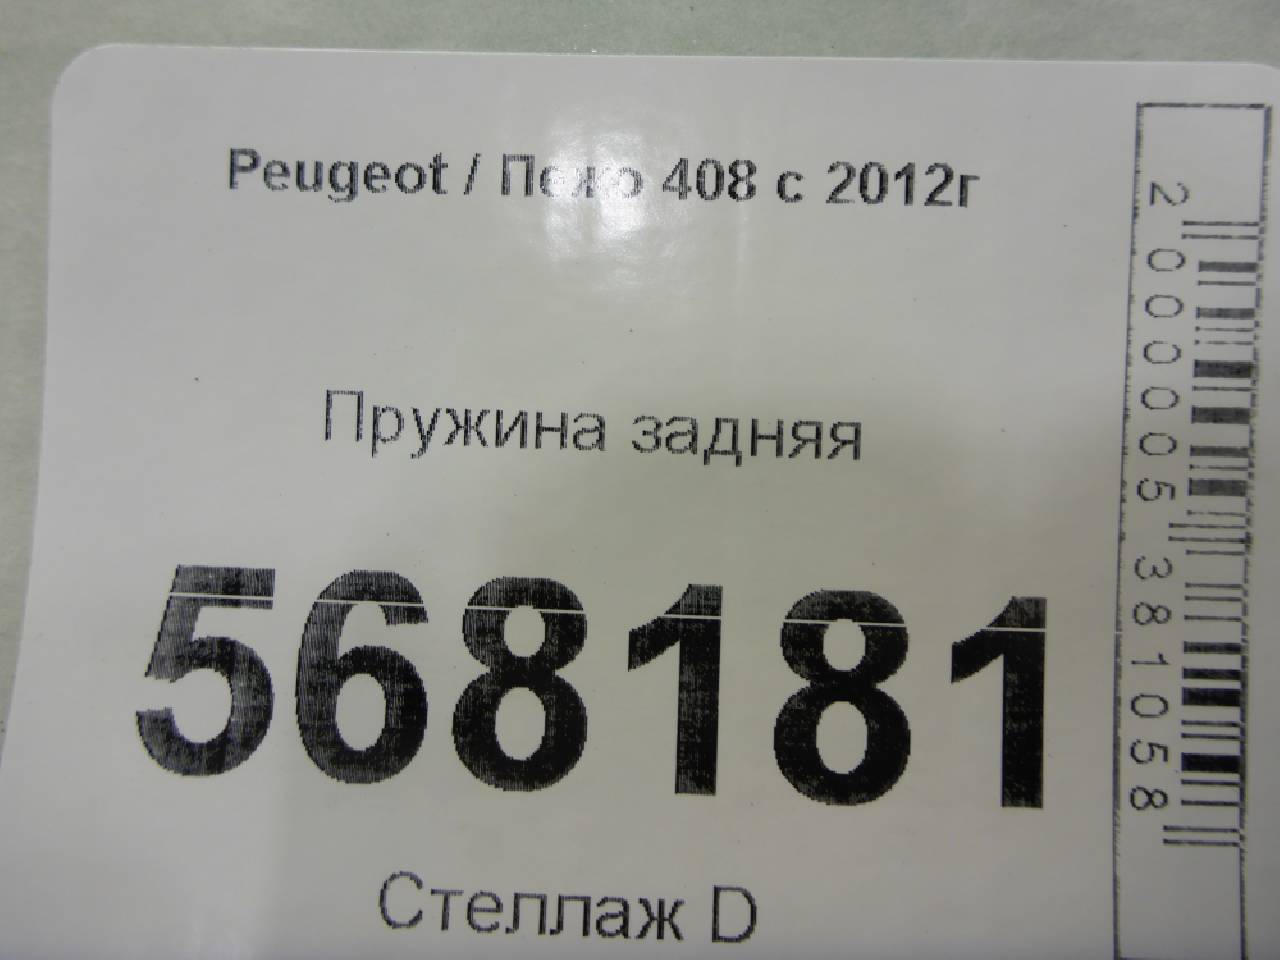 Peugeot / Пежо 408 с 2012г
Пружина задняя
568181
Стеллаж D
2000005381058